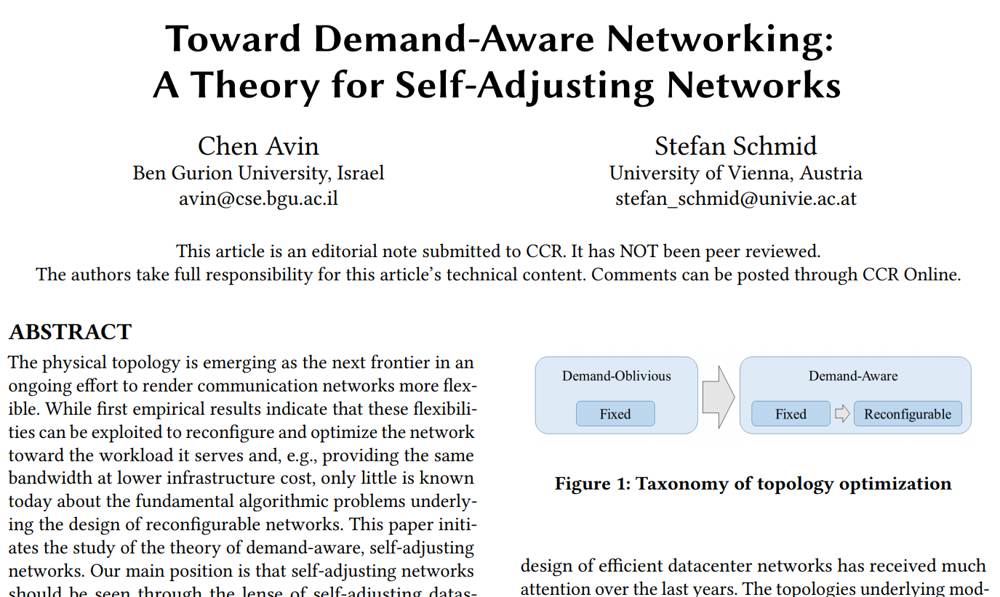 Toward Demand-Aware Networking:
A Theory for Self-Adjusting Networks
Chen Avin
Ben Gurion University, Israel
avin@cse.bgu.ac.il
Stefan Schmid
University of Vienna, Austria
stefan_schmid@univie.ac.at
This article is an editorial note submitted to CCR. It has NOT been peer reviewed.
The authors take full responsibility for this article's technical content. Comments can be posted through CCR Online.
ABSTRACT
The physical topology is emerging as the next frontier in an
ongoing effort to render communication networks more flex-
ible. While first empirical results indicate that these flexibili-
ties can be exploited to reconfigure and optimize the network
toward the workload it serves and, e.g., providing the same
bandwidth at lower infrastructure cost, only little is known
today about the fundamental algorithmic problems underly-
ing the design of reconfigurable networks. This paper initi-
ates the study of the theory of demand-aware, self-adjusting
networks. Our main position is that self-adjusting networks
should be seen through the lense of self-adjusting datas-
Demand-Oblivious
Fixed
Demand-Aware
Fixed
Reconfigurable
Figure 1: Taxonomy of topology optimization
design of efficient datacenter networks has received much
attention over the last years. The topologies underlying mod-